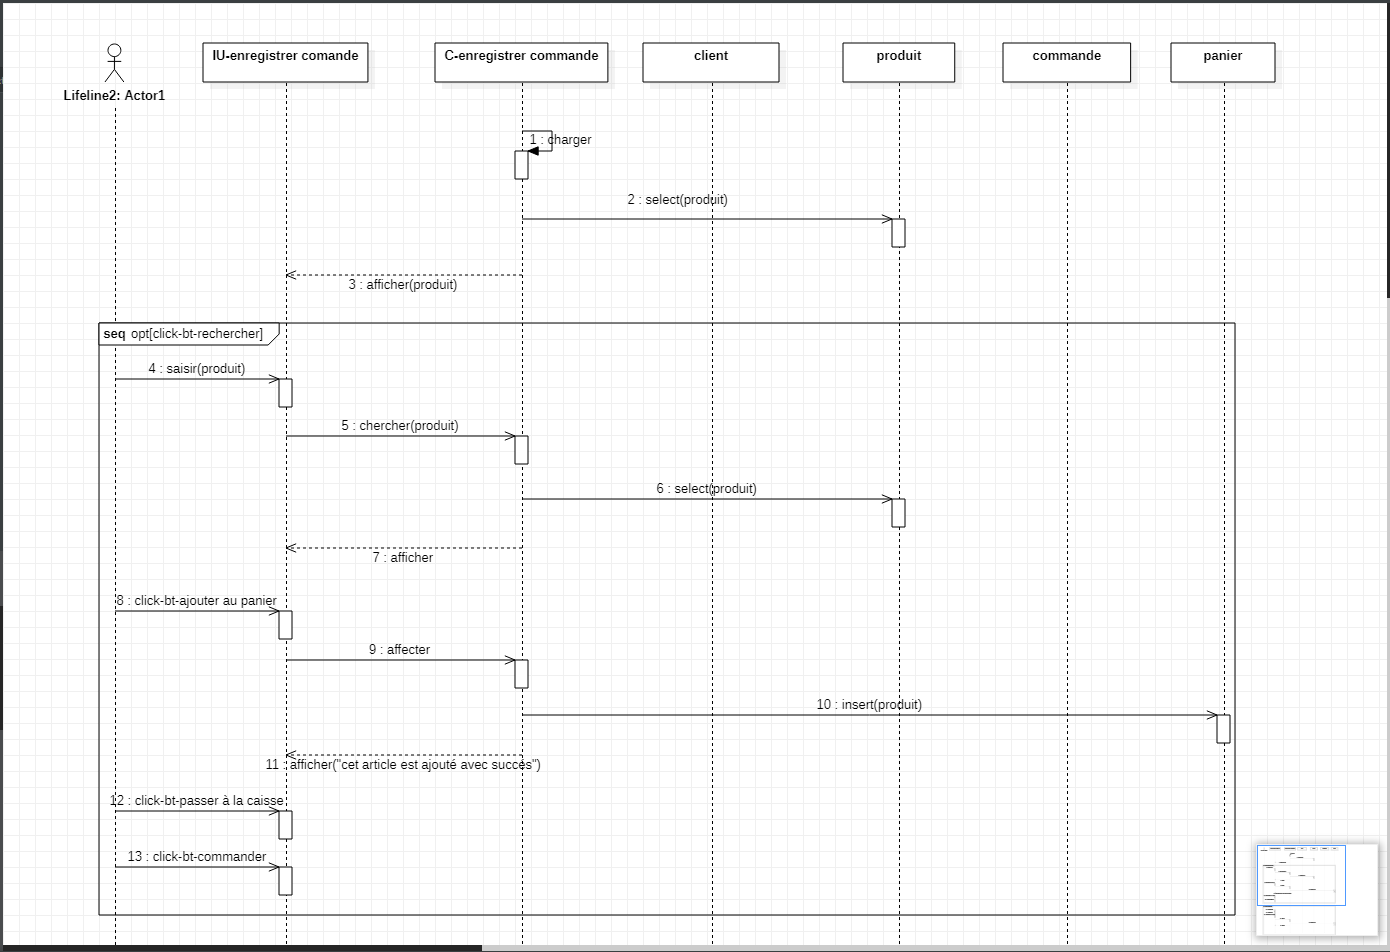 IU-enregistrer comande
C-enregistrer commande
client
produit
commande
panier
Lifeline2: Actor1
1 : charger
2 : select(produit)
3 : afficher(produit)
seq opt[click-bt-rechercher]
4 : saisir(produit)
5 : chercher(produit)
6 : select(produit)
7 : afficher
8 : click-bt-ajouter au panier
9 : affecter
10 : insert(produit)
11 : afficher("cet article est ajouté avec succès")
12 : click-bt-passer à la caisse
13 : click-bt-commander